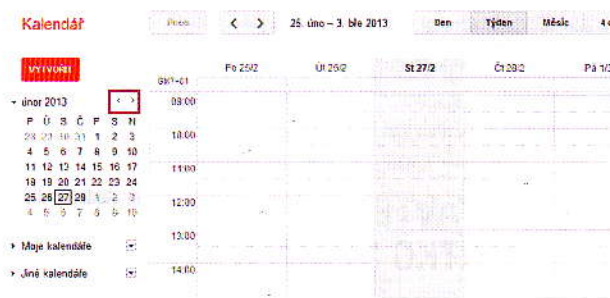 Kalendář
Dnes < > 25. úno – 3. bře 2013 Den Týden Měsíc 4
VYTVOŘIT
Po 25/2 Út 26/2 St 27/2 Čt 28/2 Pá 1/3
GMT+01
únor 2013 < >
P Ú S Č P S N
28 29 30 31 1 2 3
4 5 6 7 8 9 10
11 12 13 14 15 16 17
18 19 20 21 22 23 24
25 26 27 28 1 2 3
4 5 6 7 8 9 10
Moje kalendáře
Jiné kalendáře
09:00
10:00
11:00
12:00
13:00
14:00